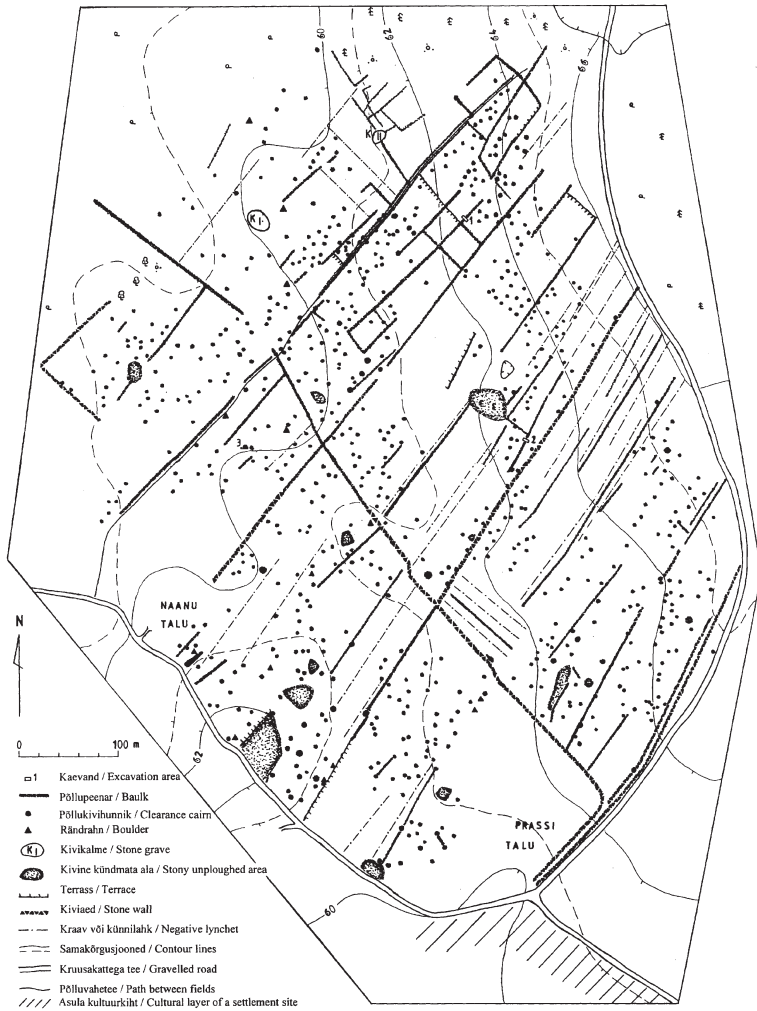 60
62
64
66
K II
K I
1
2
3
NAANU
TALU
N
0 100 m
62
PRASSI
TALU
60
1 Kaevand / Excavation area
Põllupeenar / Baulk
Põllukivihunnik / Clearance cairn
Rändrahn / Boulder
K I Kivikalme / Stone grave
Kivine kündmata ala / Stony unploughed area
Terrass / Terrace
Kiviaed / Stone wall
Kraav või künnilahk / Negative lynchet
Samakõrgusjooned / Contour lines
Kruusakattega tee / Gravelled road
Põlluvahetee / Path between fields
Asula kultuurkiht / Cultural layer of a settlement site